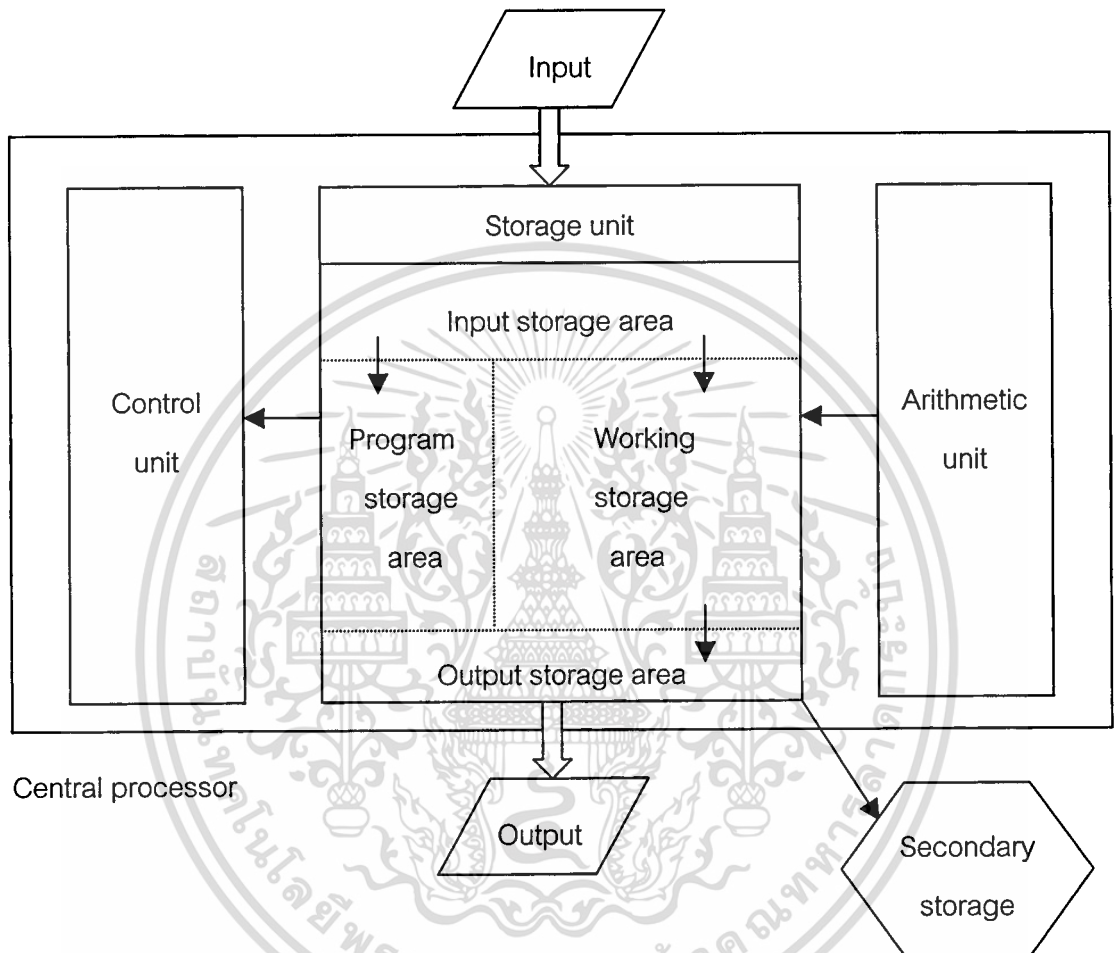 Input
Storage unit
Input storage area
Control
unit
Program
storage
area
Working
storage
area
Arithmetic
unit
Output storage area
Central processor
Output
Secondary
storage